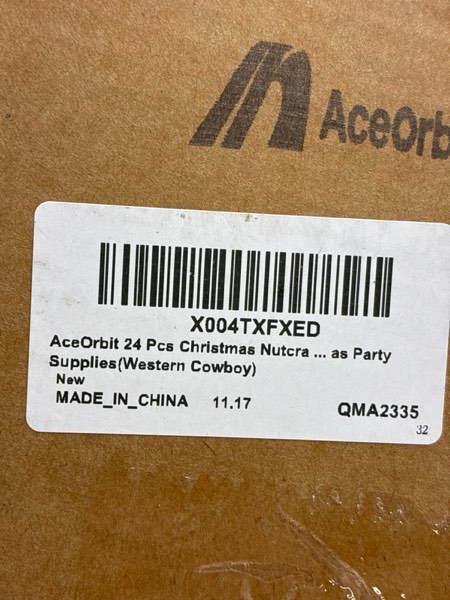 AceOrb
X004TXFXED
AceOrbit 24 Pcs Christmas Nutcra ... as Party
Supplies(Western Cowboy)
New
MADE_IN_CHINA 11.17 QMA2335
32